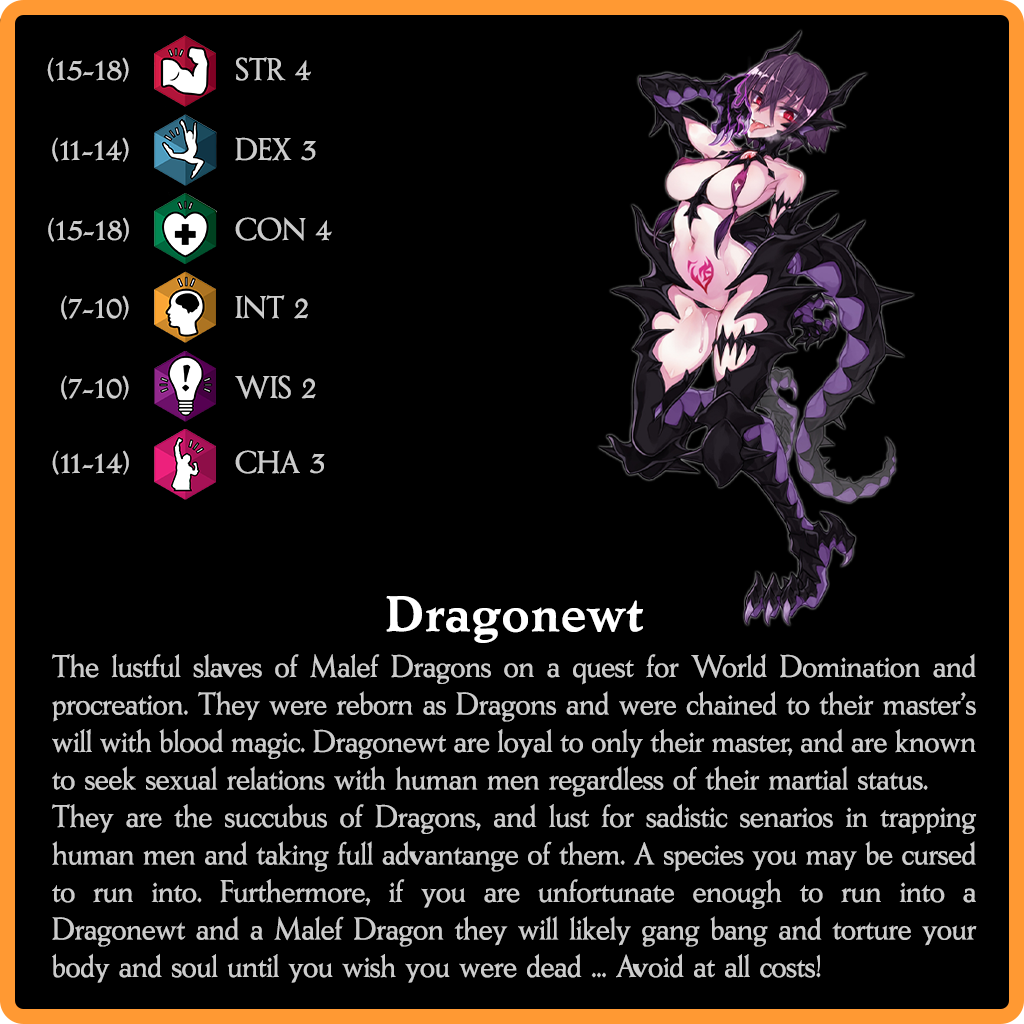 (15-18) STR 4
(11-14) DEX 3
(15-18) CON 4
(7-10) INT 2
(7-10) WIS 2
(11-14) CHA 3
Dragonewt
The lustful slaves of Malef Dragons on a quest for World Domination and
procreation. They were reborn as Dragons and were chained to their master's
will with blood magic. Dragonewt are loyal to only their master, and are known
to seek sexual relations with human men regardless of their martial status.
They are the succubus of Dragons, and lust for sadistic senarios in trapping
human men and taking full advantange of them. A species you may be cursed
to run into. Furthermore, if you are unfortunate enough to run into a
Dragonewt and a Malef Dragon they will likely gang bang and torture your
body and soul until you wish you were dead ... Avoid at all costs!